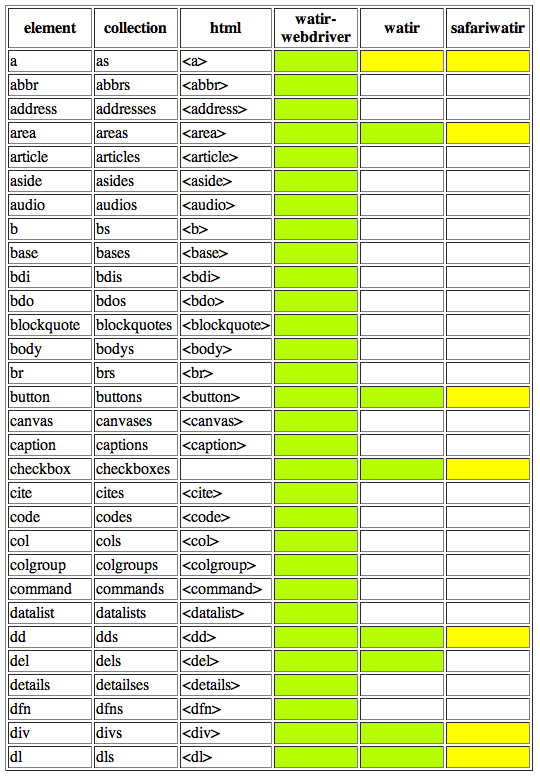 element collection html watir-webdriver watir safariwatir
a as <a>
abbr abbrs <abbr>
address addresses <address>
area areas <area>
article articles <article>
aside asides <aside>
audio audios <audio>
b bs <b>
base bases <base>
bdi bdis <bdi>
bdo bdos <bdo>
blockquote blockquotes <blockquote>
body bodys <body>
br brs <br>
button buttons <button>
canvas canvases <canvas>
caption captions <caption>
checkbox checkboxes
cite cites <cite>
code codes <code>
col cols <col>
colgroup colgroups <colgroup>
command commands <command>
datalist datalists <datalist>
dd dds <dd>
del dels <del>
details detailses <details>
dfn dfns <dfn>
div divs <div>
dl dls <dl>